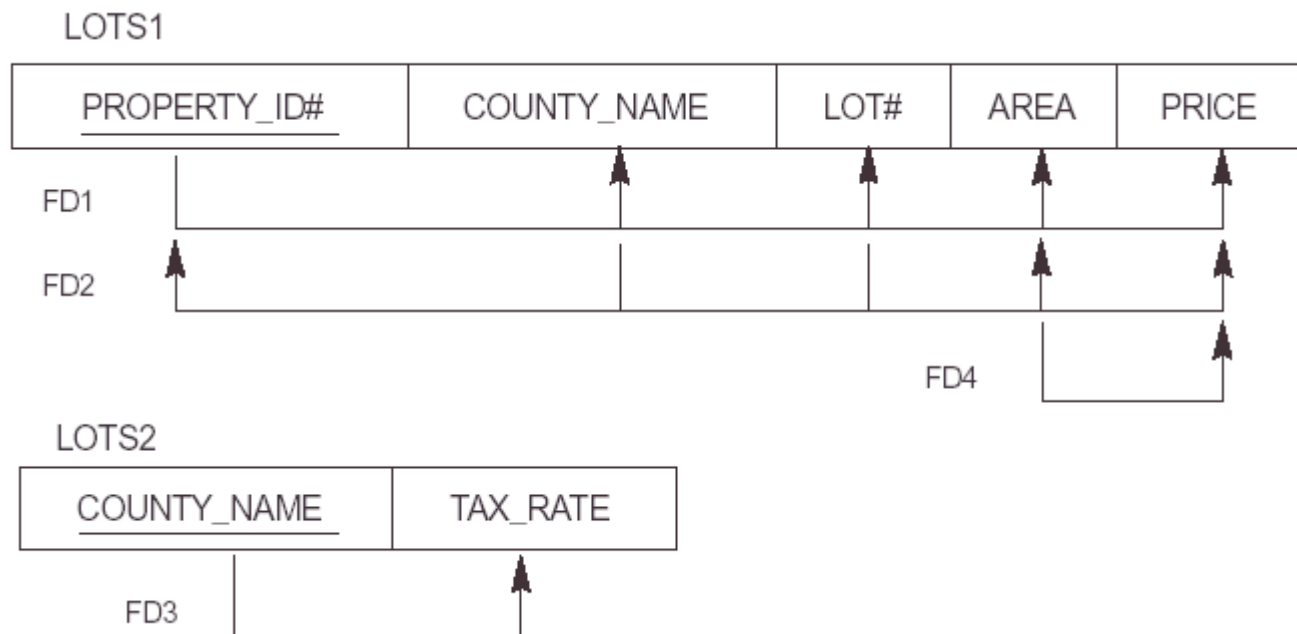 LOTS1
PROPERTY_ID# COUNTY_NAME LOT# AREA PRICE
FD1
FD2
FD4
LOTS2
COUNTY_NAME TAX_RATE
FD3